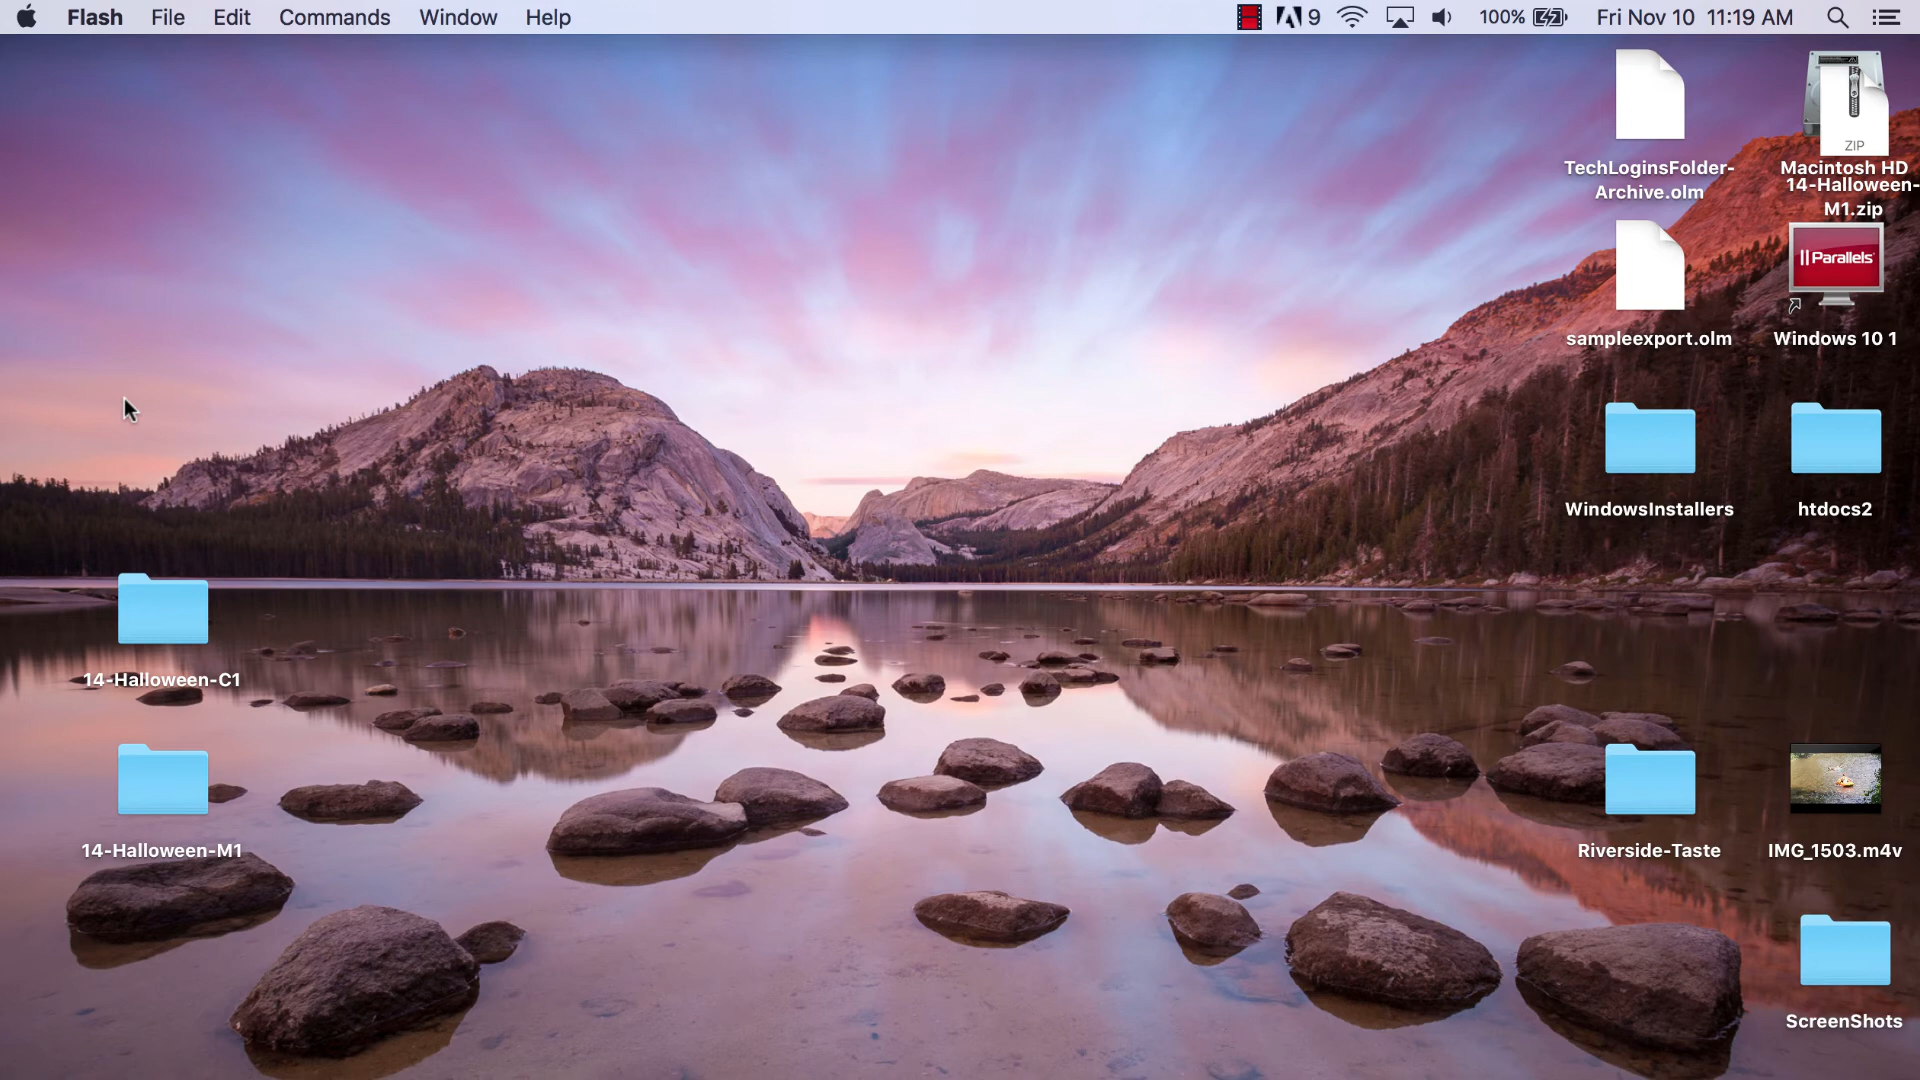 Flash File Edit Commands Window Help 9 100% Fri Nov 10 11:19 AM
TechLoginsFolder-
Archive.olm
ZIP
Macintosh HD
14-Halloween-
M1.zip
sampleexport.olm
Parallels
Windows 10 1
WindowsInstallers
htdocs2
14-Halloween-C1
14-Halloween-M1
Riverside-Taste
IMG_1503.m4v
ScreenShots